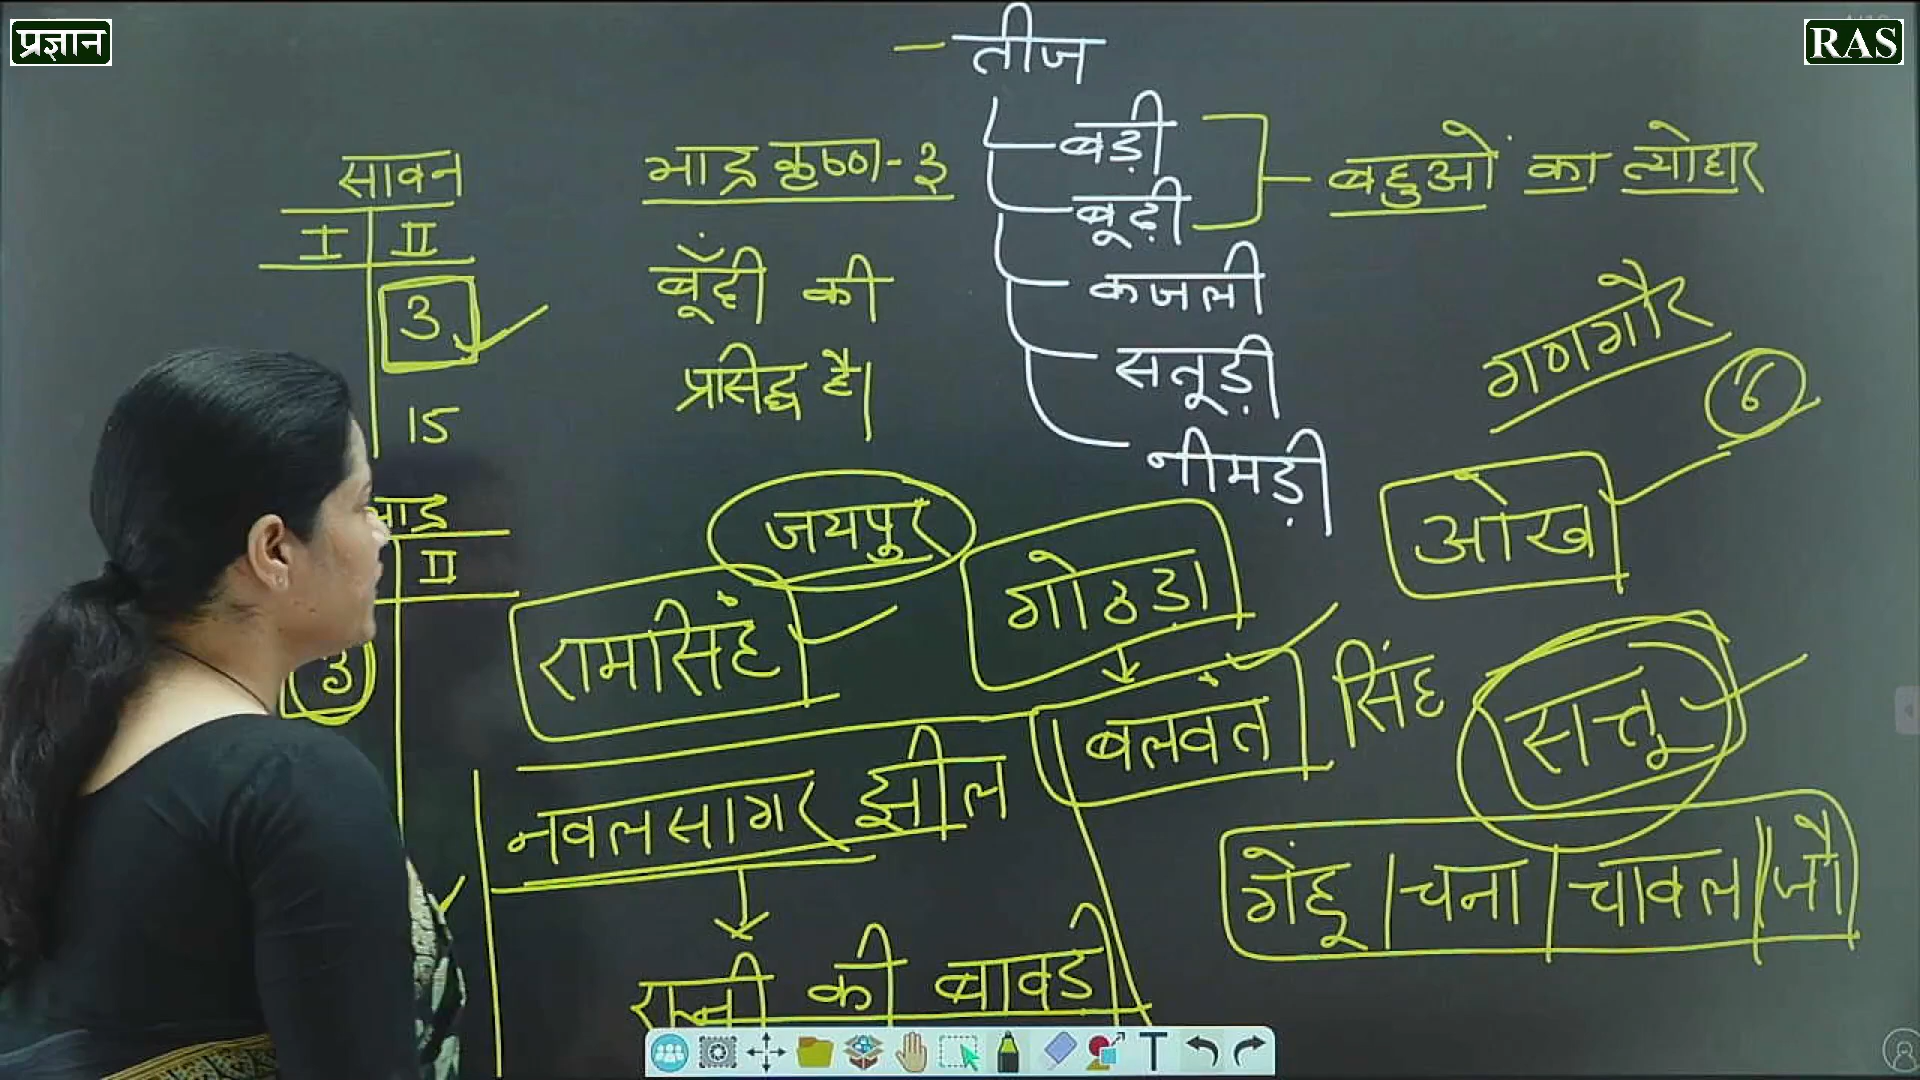 प्रज्ञान
RAS
तीज
बड़ी
बूढ़ी
कजली
सतूड़ी
नीमड़ी
बहुओं का त्योहार
सावन
I II
3
15
भाद्र कृष्ण-3
बूँदी की
प्रसिद्ध है।
गणगौर
ओख
II
3
जयपुर
रामसिंह
गोठड़ा
बलवंत सिंह
सत्तू
नवलसागर झील
रानी की बावडी
गेंहू चना चावल जौ